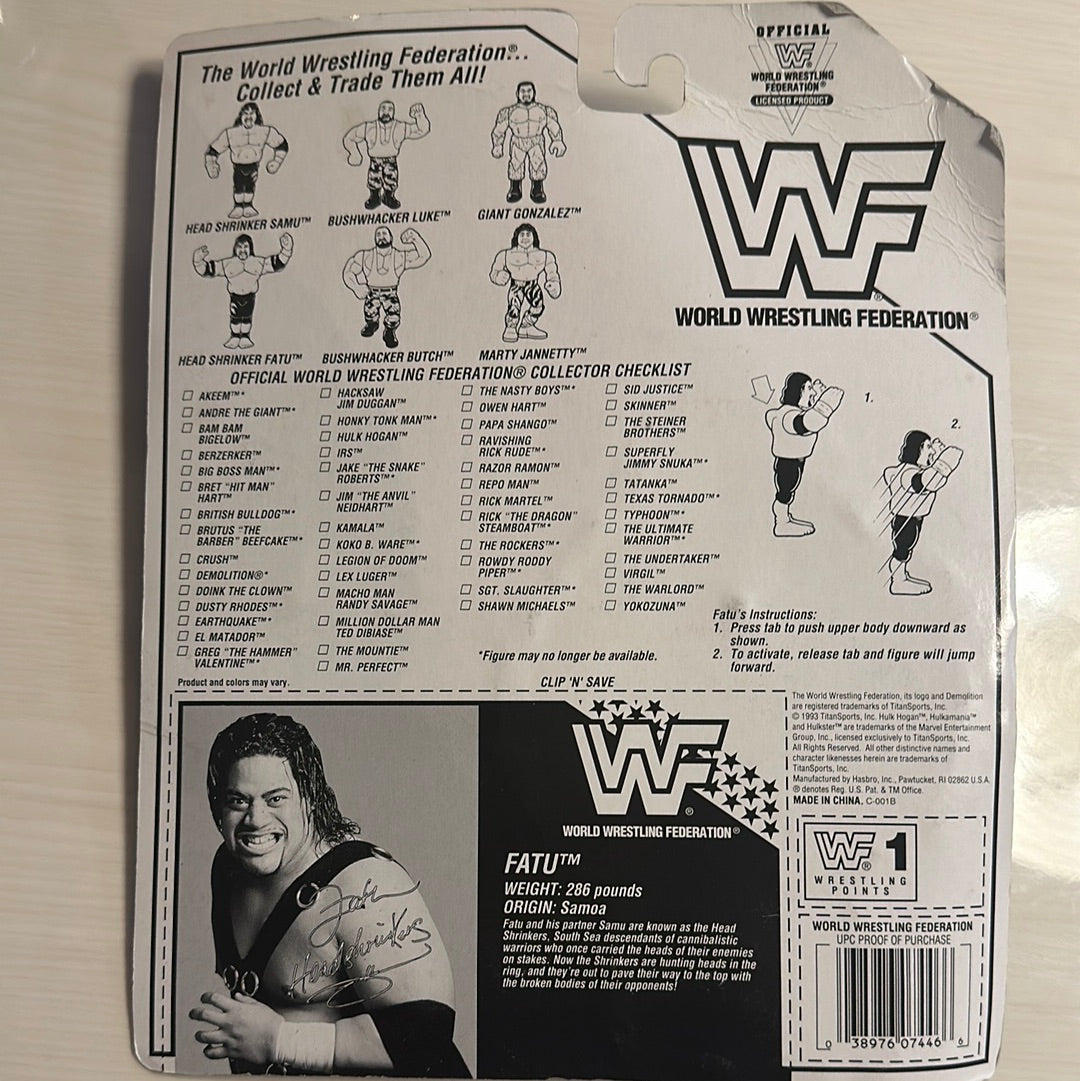 The World Wrestling Federation®...
Collect & Trade Them All!
OFFICIAL
WF
WORLD WRESTLING
FEDERATION®
LICENSED PRODUCT
HEAD SHRINKER SAMU™
BUSHWHACKER LUKE™
GIANT GONZALEZ™
HEAD SHRINKER FATU™
BUSHWHACKER BUTCH™
MARTY JANNETTY™
WF®
WORLD WRESTLING FEDERATION®
OFFICIAL WORLD WRESTLING FEDERATION® COLLECTOR CHECKLIST
AKEEM™*
ANDRE THE GIANT™*
BAM BAM
BIGELOW™
BERZERKER™
BIG BOSS MAN™*
BRET "HIT MAN"
HART™
BRITISH BULLDOG™*
BRUTUS "THE
BARBER" BEEFCAKE™*
CRUSH™
DEMOLITION®*
DOINK THE CLOWN™
DUSTY RHODES™*
EARTHQUAKE™*
EL MATADOR™
GREG "THE HAMMER"
VALENTINE™*
HACKSAW
JIM DUGGAN™
HONKY TONK MAN™*
HULK HOGAN™
IRS™
JAKE "THE SNAKE"
ROBERTS™*
JIM "THE ANVIL"
NEIDHART™
KAMALA™
KOKO B. WARE™*
LEGION OF DOOM™
LEX LUGER™
MACHO MAN
RANDY SAVAGE™
MILLION DOLLAR MAN
TED DIBIASE™
THE MOUNTIE™
MR. PERFECT™
THE NASTY BOYS™*
OWEN HART™
PAPA SHANGO™
RAVISHING
RICK RUDE™*
RAZOR RAMON™
REPO MAN™
RICK MARTEL™
RICK "THE DRAGON"
STEAMBOAT™*
THE ROCKERS™*
ROWDY RODDY
PIPER™*
SGT. SLAUGHTER™*
SHAWN MICHAELS™
SID JUSTICE™
SKINNER™
THE STEINER
BROTHERS™
SUPERFLY
JIMMY SNUKA™*
TATANKA™
TEXAS TORNADO™*
TYPHOON™*
THE ULTIMATE
WARRIOR™*
THE UNDERTAKER™
VIRGIL™
THE WARLORD™
YOKOZUNA™
*Figure may no longer be available.
Product and colors may vary.
1.
2.
Fatu's Instructions:
1. Press tab to push upper body downward as
shown.
2. To activate, release tab and figure will jump
forward.
CLIP 'N' SAVE
Fatu
Headshrinkers
WF®
WORLD WRESTLING FEDERATION®
FATU™
WEIGHT: 286 pounds
ORIGIN: Samoa
Fatu and his partner Samu are known as the Head
Shrinkers, South Sea descendants of cannibalistic
warriors who once carried the heads of their enemies
on stakes. Now the Shrinkers are hunting heads in the
ring, and they're out to pave their way to the top with
the broken bodies of their opponents!
The World Wrestling Federation, its logo and Demolition
are registered trademarks of TitanSports, Inc.
© 1993 TitanSports, Inc. Hulk Hogan™, Hulkamania™
and Hulkster™ are trademarks of the Marvel Entertainment
Group, Inc., licensed exclusively to TitanSports, Inc.
All Rights Reserved. All other distinctive names and
character likenesses herein are trademarks of
TitanSports, Inc.
Manufactured by Hasbro, Inc., Pawtucket, RI 02862 U.S.A.
® denotes Reg. U.S. Pat. & TM Office.
MADE IN CHINA. C-001B
WF® 1
WRESTLING
POINTS
WORLD WRESTLING FEDERATION
UPC PROOF OF PURCHASE
0 38976 07446 6